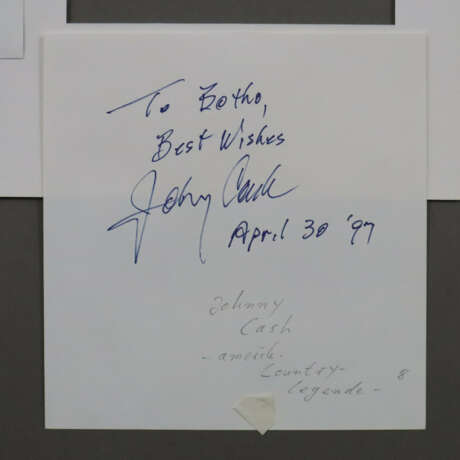 To Botho,
Best Wishes
Johnny Cash
April 30 '97
Johnny
Cash
- amerik.
Country-
legende -
8